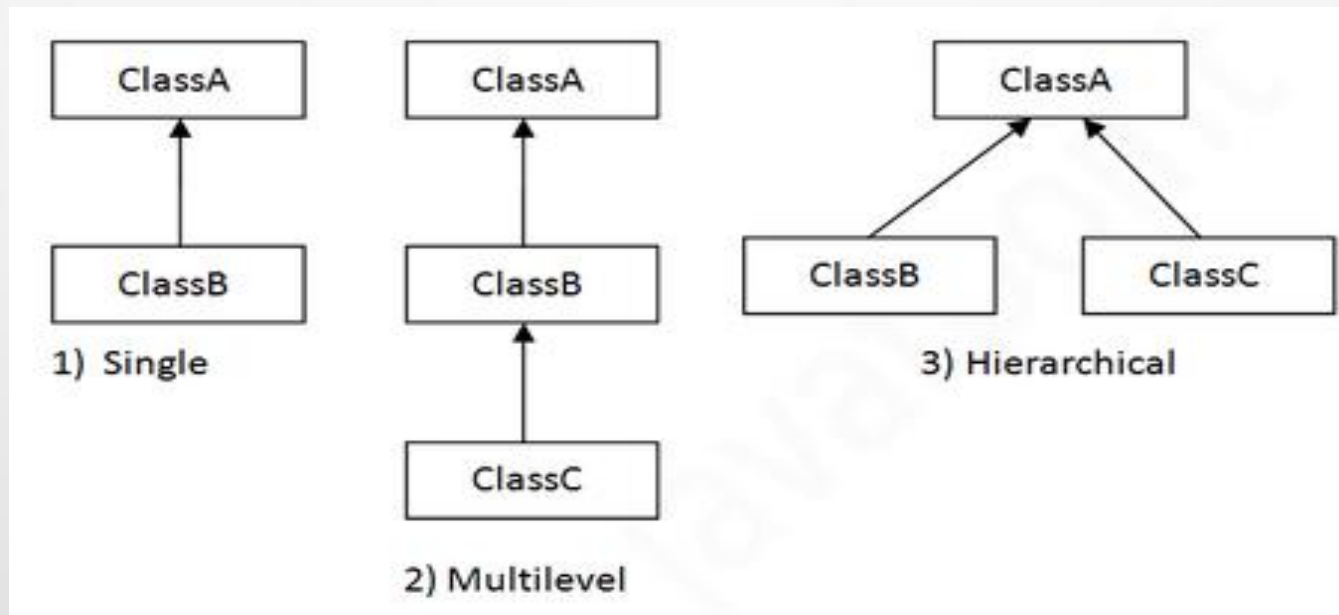 ClassA
ClassB
1) Single
ClassA
ClassB
ClassC
2) Multilevel
ClassA
ClassB
ClassC
3) Hierarchical